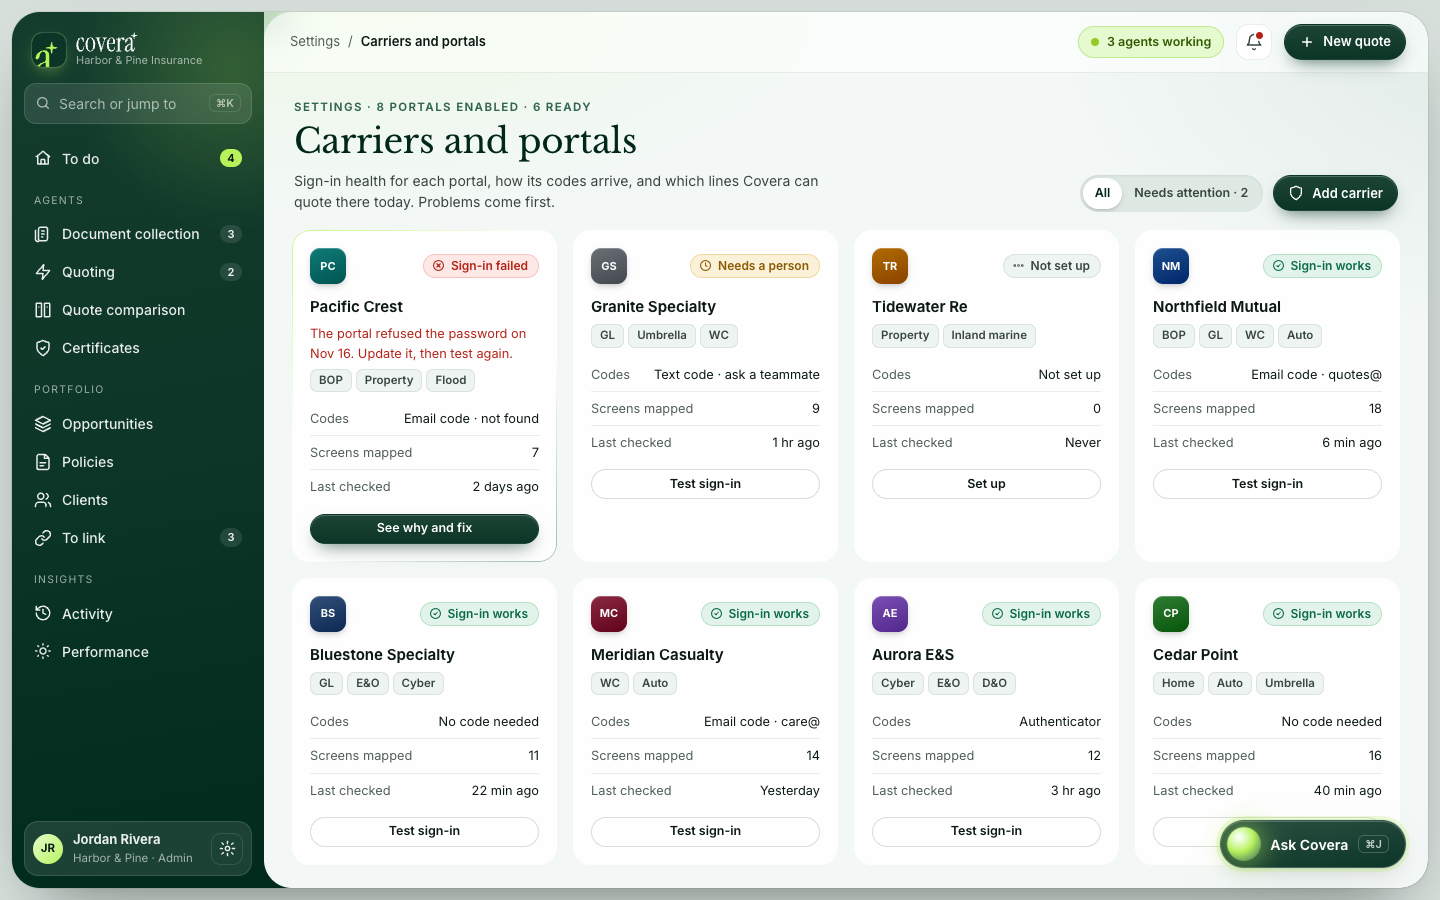 covera
Harbor & Pine Insurance
Search or jump to ⌘K
To do 4
AGENTS
Document collection 3
Quoting 2
Quote comparison
Certificates
PORTFOLIO
Opportunities
Policies
Clients
To link 3
INSIGHTS
Activity
Performance
JR
Jordan Rivera
Harbor & Pine · Admin
Settings / Carriers and portals
3 agents working
New quote
SETTINGS · 8 PORTALS ENABLED · 6 READY
Carriers and portals
Sign-in health for each portal, how its codes arrive, and which lines Covera can
quote there today. Problems come first.
All
Needs attention · 2
Add carrier
PC
Sign-in failed
Pacific Crest
The portal refused the password on
Nov 16. Update it, then test again.
BOP Property Flood
Codes Email code · not found
Screens mapped 7
Last checked 2 days ago
See why and fix
GS
Needs a person
Granite Specialty
GL Umbrella WC
Codes Text code · ask a teammate
Screens mapped 9
Last checked 1 hr ago
Test sign-in
TR
Not set up
Tidewater Re
Property Inland marine
Codes Not set up
Screens mapped 0
Last checked Never
Set up
NM
Sign-in works
Northfield Mutual
BOP GL WC Auto
Codes Email code · quotes@
Screens mapped 18
Last checked 6 min ago
Test sign-in
BS
Sign-in works
Bluestone Specialty
GL E&O Cyber
Codes No code needed
Screens mapped 11
Last checked 22 min ago
Test sign-in
MC
Sign-in works
Meridian Casualty
WC Auto
Codes Email code · care@
Screens mapped 14
Last checked Yesterday
Test sign-in
AE
Sign-in works
Aurora E&S
Cyber E&O D&O
Codes Authenticator
Screens mapped 12
Last checked 3 hr ago
Test sign-in
CP
Sign-in works
Cedar Point
Home Auto Umbrella
Codes No code needed
Screens mapped 16
Last checked 40 min ago
Ask Covera ⌘J